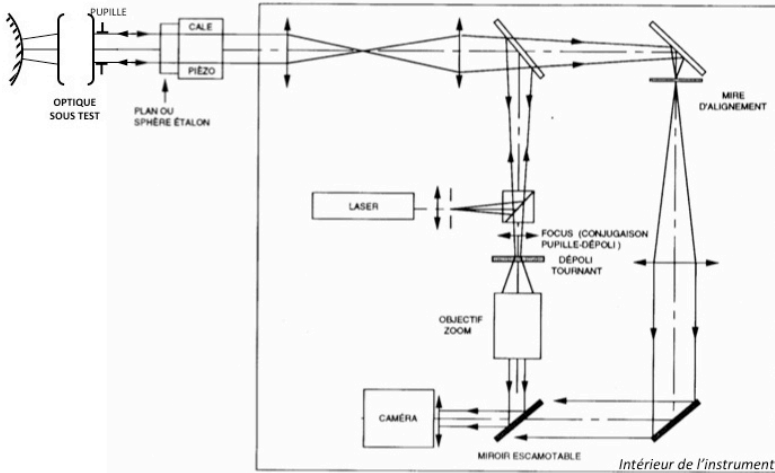 PUPILLE
CALE
PIÈZO
OPTIQUE
SOUS TEST
PLAN OU
SPHÈRE ÉTALON
MIRE
D'ALIGNEMENT
LASER
FOCUS (CONJUGAISON
PUPILLE-DÉPOLI )
DÉPOLI
TOURNANT
OBJECTIF
ZOOM
CAMÉRA
MIROIR ESCAMOTABLE
Intérieur de l'instrument